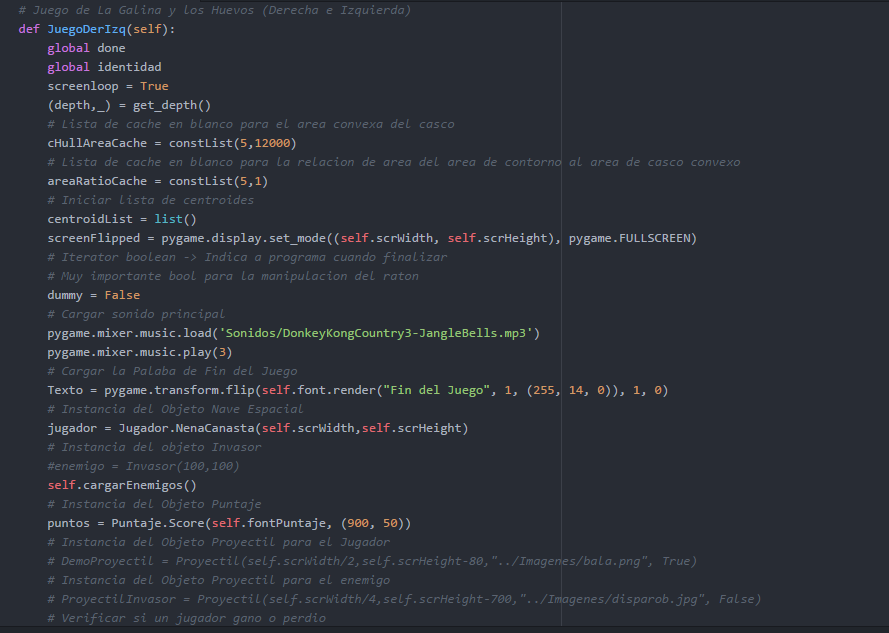 # Juego de La Galina y los Huevos (Derecha e Izquierda)
def JuegoDerIzq(self):
global done
global identidad
screenloop = True
(depth,_) = get_depth()
# Lista de cache en blanco para el area convexa del casco
cHullAreaCache = constList(5,12000)
# Lista de cache en blanco para la relacion de area del area de contorno al area de casco convexo
areaRatioCache = constList(5,1)
# Iniciar lista de centroides
centroidList = list()
screenFlipped = pygame.display.set_mode((self.scrWidth, self.scrHeight), pygame.FULLSCREEN)
# Iterator boolean -> Indica a programa cuando finalizar
# Muy importante bool para la manipulacion del raton
dummy = False
# Cargar sonido principal
pygame.mixer.music.load('Sonidos/DonkeyKongCountry3-JangleBells.mp3')
pygame.mixer.music.play(3)
# Cargar la Palaba de Fin del Juego
Texto = pygame.transform.flip(self.font.render("Fin del Juego", 1, (255, 14, 0)), 1, 0)
# Instancia del Objeto Nave Espacial
jugador = Jugador.NenaCanasta(self.scrWidth,self.scrHeight)
# Instancia del objeto Invasor
#enemigo = Invasor(100,100)
self.cargarEnemigos()
# Instancia del Objeto Puntaje
puntos = Puntaje.Score(self.fontPuntaje, (900, 50))
# Instancia del Objeto Proyectil para el Jugador
# DemoProyectil = Proyectil(self.scrWidth/2,self.scrHeight-80,"../Imagenes/bala.png", True)
# Instancia del Objeto Proyectil para el enemigo
# ProyectilInvasor = Proyectil(self.scrWidth/4,self.scrHeight-700,"../Imagenes/disparob.jpg", False)
# Verificar si un jugador gano o perdio